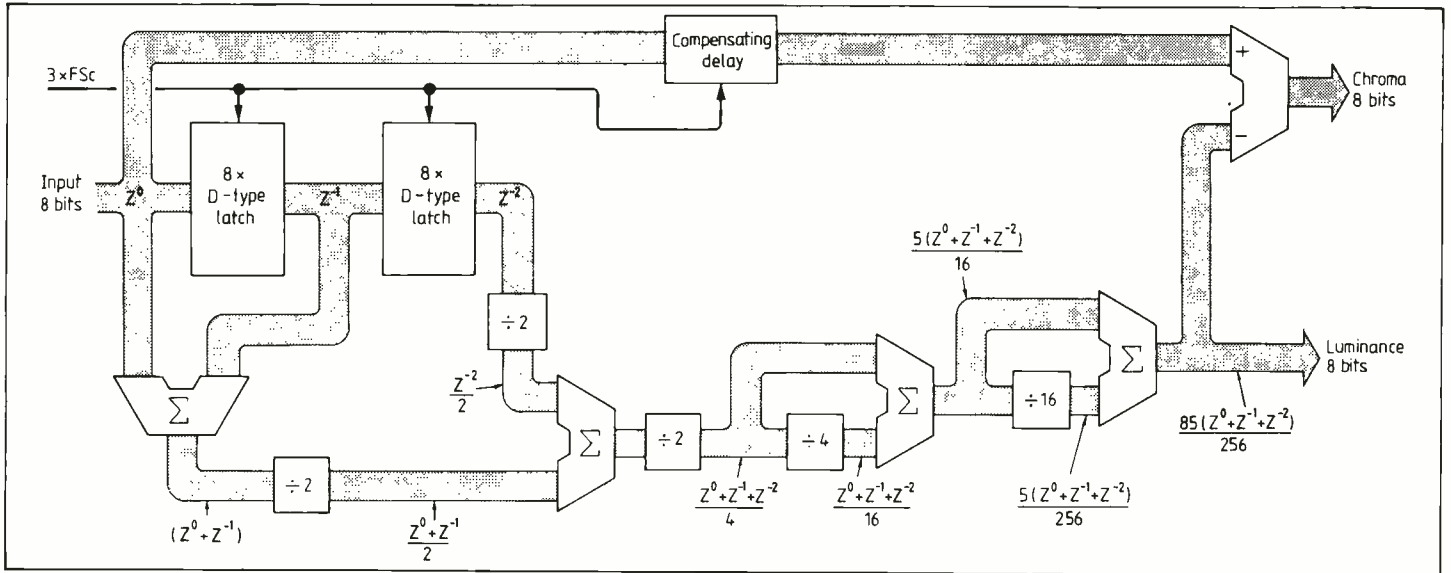 Compensating
delay
+
−
Chroma
8 bits
3×FSc
Input
8 bits
Z⁰
8×
D-type
latch
Z⁻¹
8×
D-type
latch
Z⁻²
÷2
Z⁻²
2
Σ
(Z⁰+Z⁻¹)
÷2
Z⁰+Z⁻¹
2
Σ
÷2
Z⁰+Z⁻¹+Z⁻²
4
÷4
Z⁰+Z⁻¹+Z⁻²
16
Σ
5(Z⁰+Z⁻¹+Z⁻²)
16
÷16
5(Z⁰+Z⁻¹+Z⁻²)
256
Σ
85(Z⁰+Z⁻¹+Z⁻²)
256
Luminance
8 bits